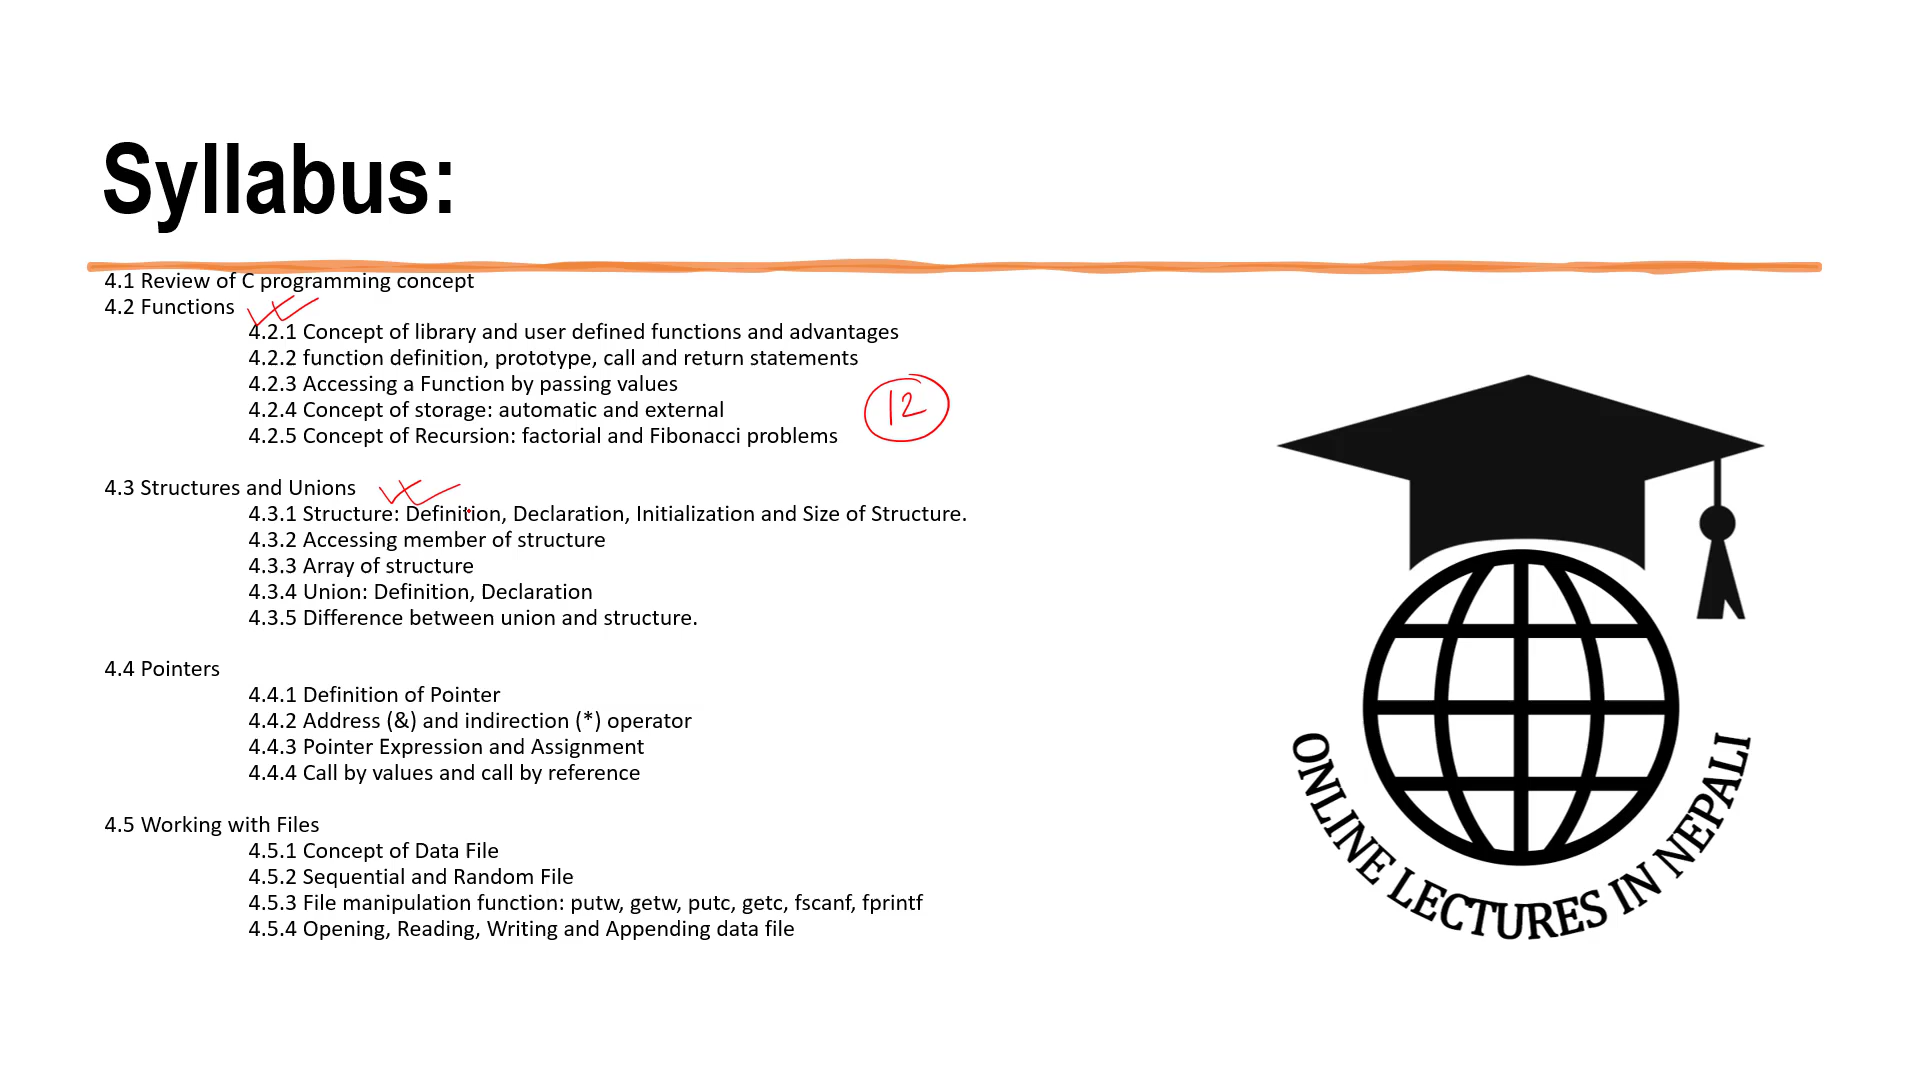 Syllabus:
4.1 Review of C programming concept
4.2 Functions
4.2.1 Concept of library and user defined functions and advantages
4.2.2 function definition, prototype, call and return statements
4.2.3 Accessing a Function by passing values
4.2.4 Concept of storage: automatic and external
12
4.2.5 Concept of Recursion: factorial and Fibonacci problems
4.3 Structures and Unions
4.3.1 Structure: Definition, Declaration, Initialization and Size of Structure.
4.3.2 Accessing member of structure
4.3.3 Array of structure
4.3.4 Union: Definition, Declaration
4.3.5 Difference between union and structure.
4.4 Pointers
4.4.1 Definition of Pointer
4.4.2 Address (&) and indirection (*) operator
4.4.3 Pointer Expression and Assignment
4.4.4 Call by values and call by reference
4.5 Working with Files
4.5.1 Concept of Data File
4.5.2 Sequential and Random File
4.5.3 File manipulation function: putw, getw, putc, getc, fscanf, fprintf
4.5.4 Opening, Reading, Writing and Appending data file
ONLINE LECTURES IN NEPALI